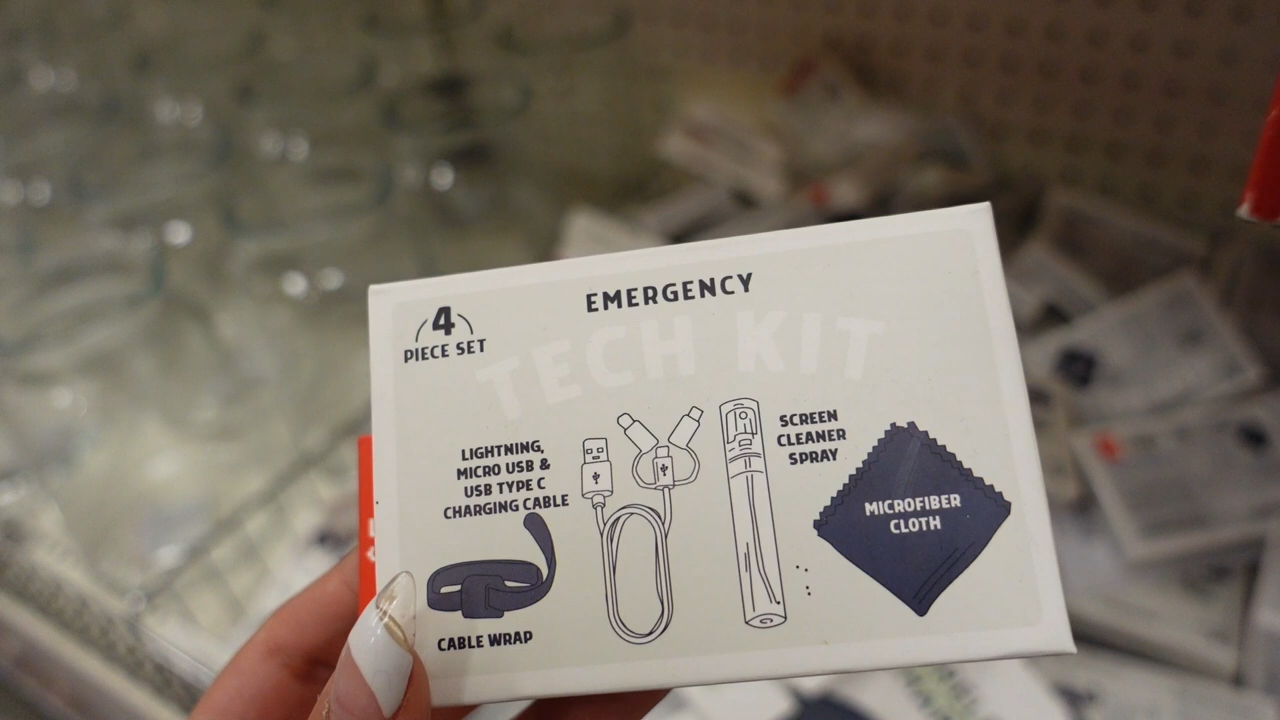 EMERGENCY
TECH KIT
4
PIECE SET
LIGHTNING,
MICRO USB &
USB TYPE C
CHARGING CABLE
CABLE WRAP
SCREEN
CLEANER
SPRAY
MICROFIBER
CLOTH